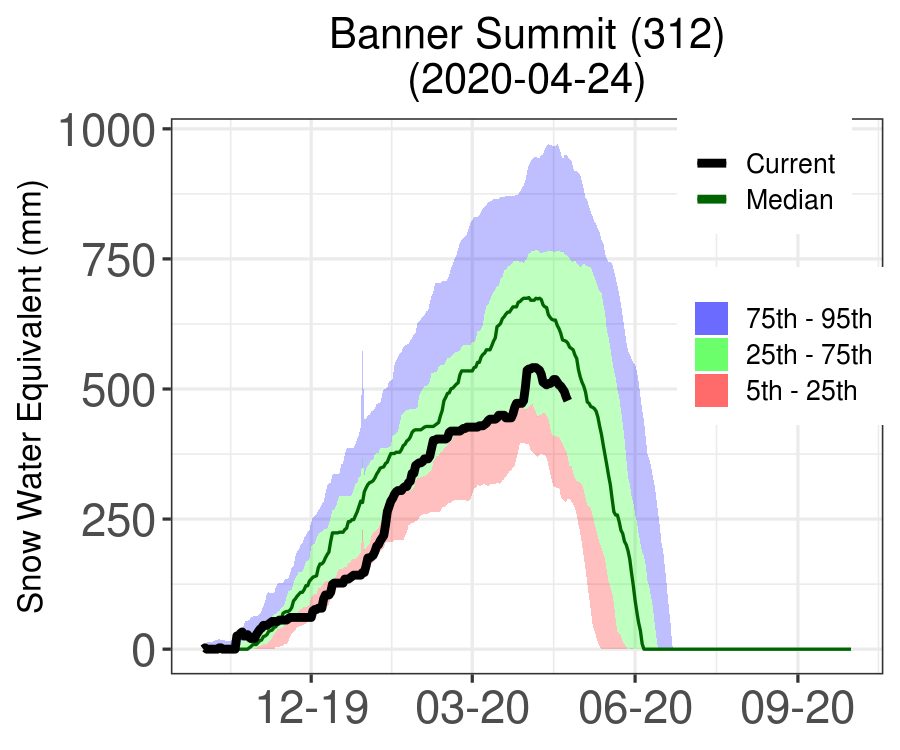 Banner Summit (312)
(2020-04-24)
Snow Water Equivalent (mm)
1000
750
500
250
0
Current
Median
75th - 95th
25th - 75th
5th - 25th
12-19
03-20
06-20
09-20